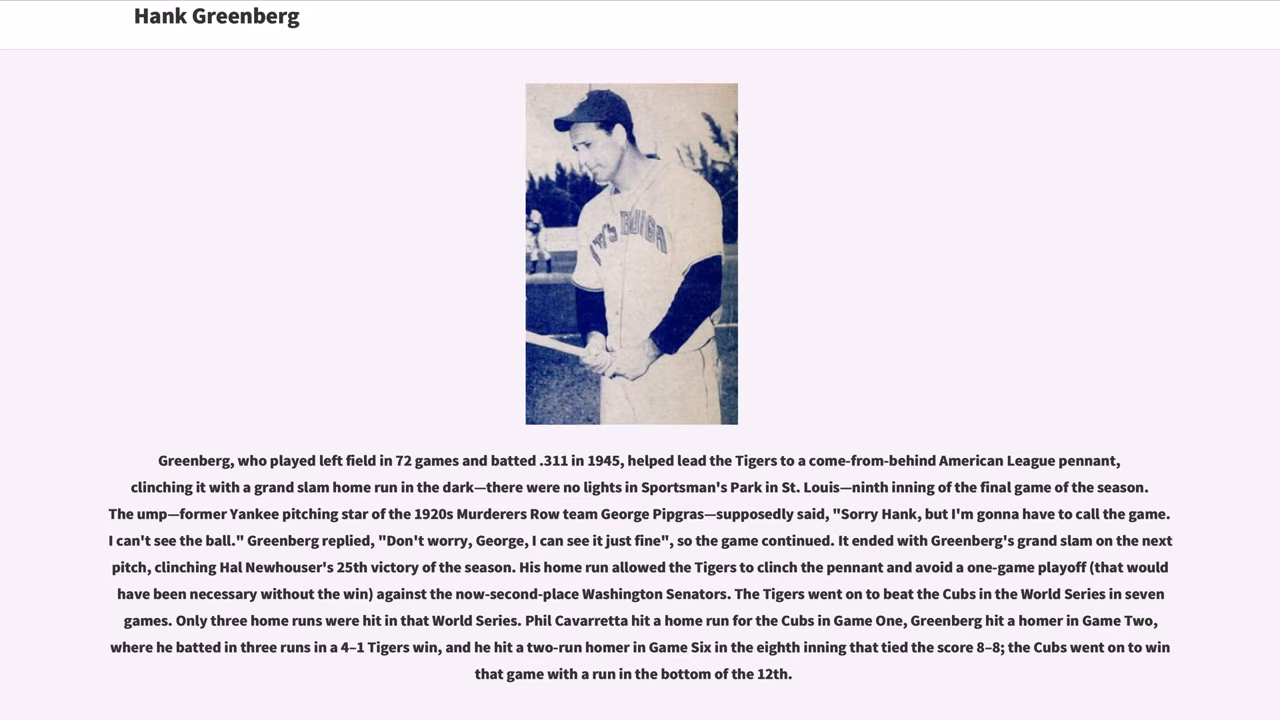 Hank Greenberg
PITTSBURGH
Greenberg, who played left field in 72 games and batted .311 in 1945, helped lead the Tigers to a come-from-behind American League pennant,
clinching it with a grand slam home run in the dark—there were no lights in Sportsman's Park in St. Louis—ninth inning of the final game of the season.
The ump—former Yankee pitching star of the 1920s Murderers Row team George Pipgras—supposedly said, "Sorry Hank, but I'm gonna have to call the game.
I can't see the ball." Greenberg replied, "Don't worry, George, I can see it just fine", so the game continued. It ended with Greenberg's grand slam on the next
pitch, clinching Hal Newhouser's 25th victory of the season. His home run allowed the Tigers to clinch the pennant and avoid a one-game playoff (that would
have been necessary without the win) against the now-second-place Washington Senators. The Tigers went on to beat the Cubs in the World Series in seven
games. Only three home runs were hit in that World Series. Phil Cavarretta hit a home run for the Cubs in Game One, Greenberg hit a homer in Game Two,
where he batted in three runs in a 4–1 Tigers win, and he hit a two-run homer in Game Six in the eighth inning that tied the score 8–8; the Cubs went on to win
that game with a run in the bottom of the 12th.